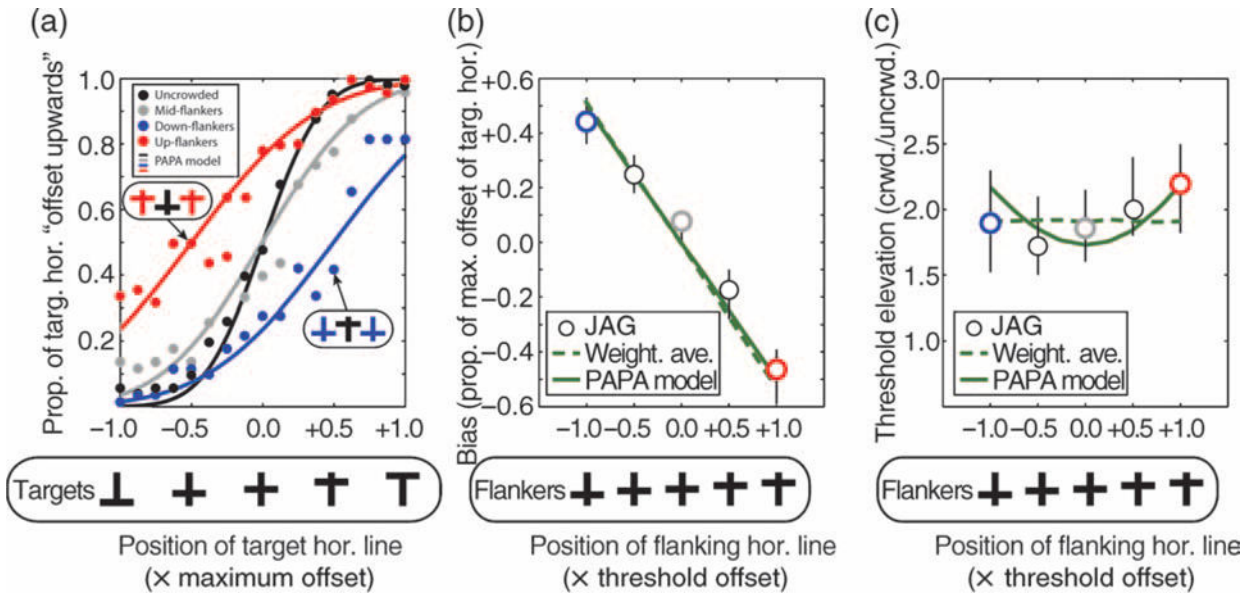 (a)
Prop. of targ. hor. “offset upwards”
1.0
0.8
0.6
0.4
0.2
Uncrowded
Mid-flankers
Down-flankers
Up-flankers
PAPA model
−1.0 −0.5 0.0 +0.5 +1.0
Targets
Position of target hor. line
(× maximum offset)
(b)
Bias (prop. of max. offset of targ. hor.)
+0.6
+0.4
+0.2
+0.0
−0.2
−0.4
−0.6
JAG
Weight. ave.
PAPA model
−1.0 −0.5 0.0 +0.5 +1.0
Flankers
Position of flanking hor. line
(× threshold offset)
(c)
Threshold elevation (crwd./uncrwd.)
3.0
2.5
2.0
1.5
1.0
JAG
Weight. ave.
PAPA model
−1.0 −0.5 0.0 +0.5 +1.0
Flankers
Position of flanking hor. line
(× threshold offset)